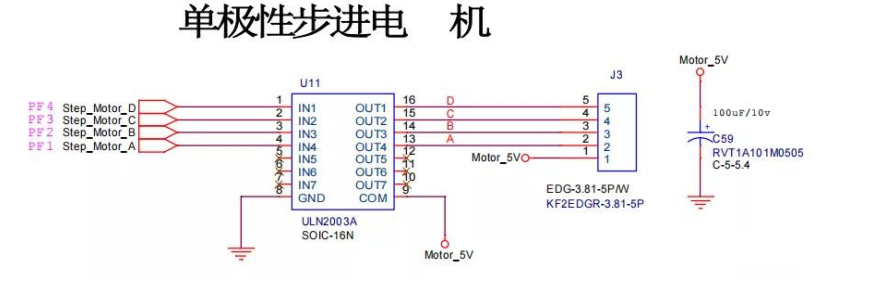 单极性步进电 机
U11
J3
Motor_5V
PF4 Step_Motor_D 1 IN1 OUT1 16 D 5 5
PF3 Step_Motor_C 2 IN2 OUT2 15 C 4 4
PF2 Step_Motor_B 3 IN3 OUT3 14 B 3 3
PF1 Step_Motor_A 4 IN4 OUT4 13 A 2 2
5 IN5 OUT5 12 Motor_5V 1 1
6 IN6 OUT6 11
7 IN7 OUT7 10
8 GND COM 9
ULN2003A
SOIC-16N
Motor_5V
EDG-3.81-5P/W
KF2EDGR-3.81-5P
100uF/10v
+
C59
RVT1A101M0505
C-5-5.4